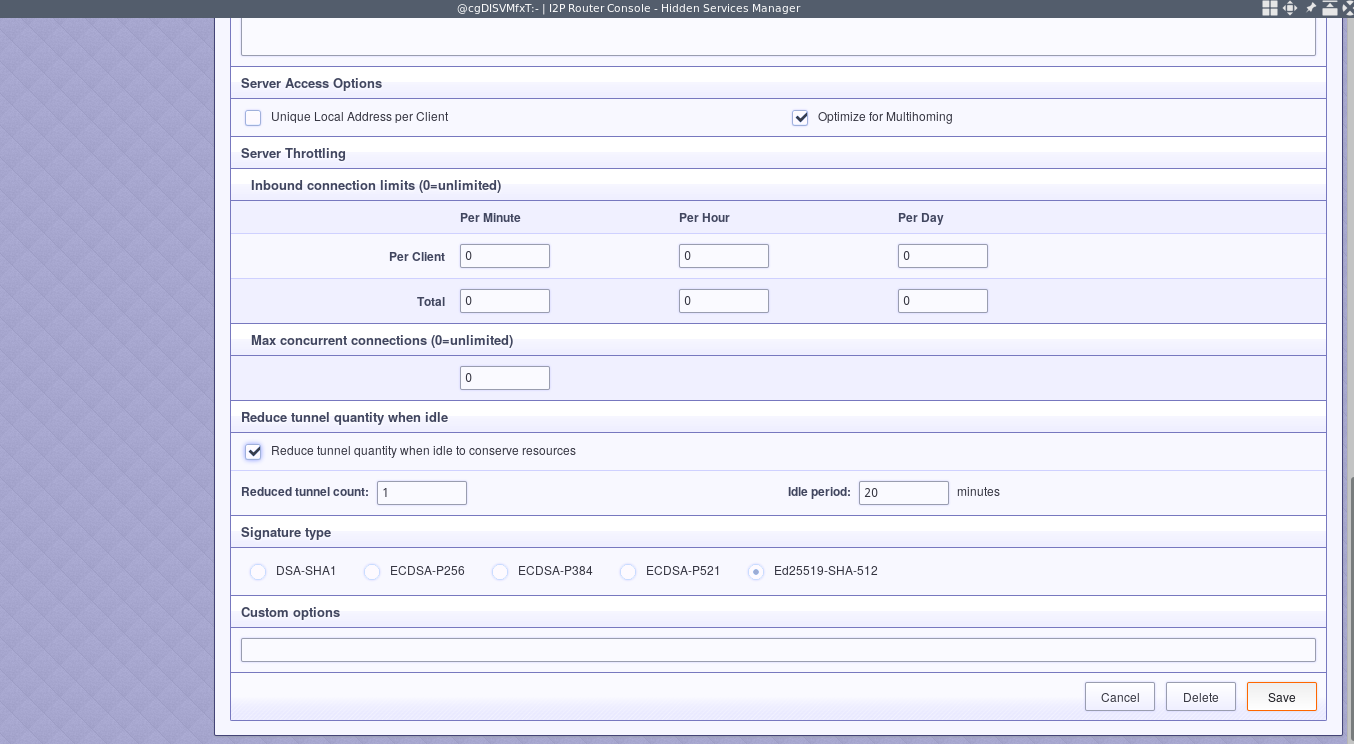 @cgDISVMfxT:- | I2P Router Console - Hidden Services Manager
Server Access Options
Unique Local Address per Client Optimize for Multihoming
Server Throttling
Inbound connection limits (0=unlimited)
Per Minute Per Hour Per Day
Per Client 0 0 0
Total 0 0 0
Max concurrent connections (0=unlimited)
0
Reduce tunnel quantity when idle
Reduce tunnel quantity when idle to conserve resources
Reduced tunnel count: 1 Idle period: 20 minutes
Signature type
DSA-SHA1 ECDSA-P256 ECDSA-P384 ECDSA-P521 Ed25519-SHA-512
Custom options
Cancel Delete Save